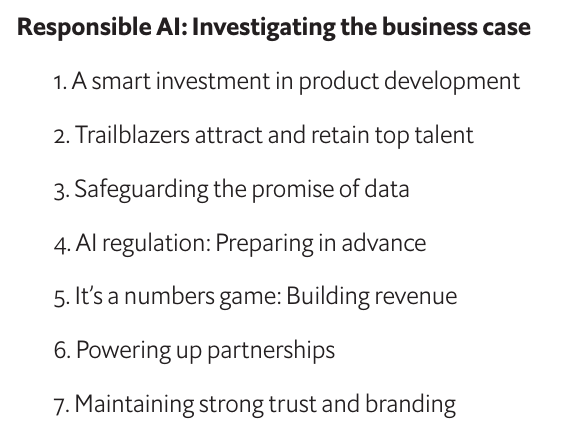 Responsible AI: Investigating the business case
1. A smart investment in product development
2. Trailblazers attract and retain top talent
3. Safeguarding the promise of data
4. AI regulation: Preparing in advance
5. It’s a numbers game: Building revenue
6. Powering up partnerships
7. Maintaining strong trust and branding